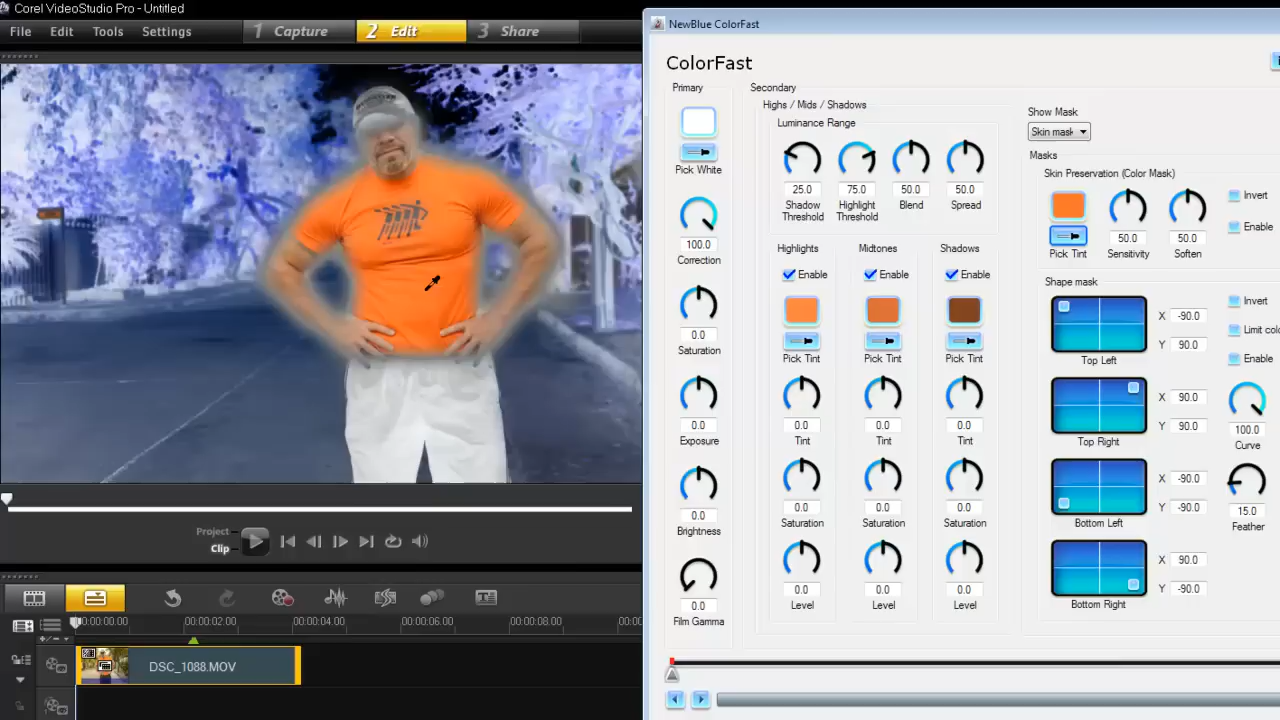 Corel VideoStudio Pro - Untitled
File Edit Tools Settings
1 Capture 2 Edit 3 Share
Project
Clip
00:00:00.00 00:00:02.00 00:00:04.00 00:00:06.00 00:00:08.00
DSC_1088.MOV
NewBlue ColorFast
ColorFast
Primary
Pick White
100.0
Correction
0.0
Saturation
0.0
Exposure
0.0
Brightness
0.0
Film Gamma
Secondary
Highs / Mids / Shadows
Luminance Range
25.0 75.0 50.0 50.0
Shadow Threshold Highlight Threshold Blend Spread
Highlights Midtones Shadows
Enable Enable Enable
Pick Tint Pick Tint Pick Tint
0.0 0.0 0.0
Tint Tint Tint
0.0 0.0 0.0
Saturation Saturation Saturation
0.0 0.0 0.0
Level Level Level
Show Mask
Skin mask
Masks
Skin Preservation (Color Mask)
Invert
Enable
50.0 50.0
Pick Tint Sensitivity Soften
Shape mask
X -90.0
Y 90.0
Top Left
X 90.0
Y 90.0
Top Right
X -90.0
Y -90.0
Bottom Left
X 90.0
Y -90.0
Bottom Right
Invert
Limit colo
Enable
100.0
Curve
15.0
Feather